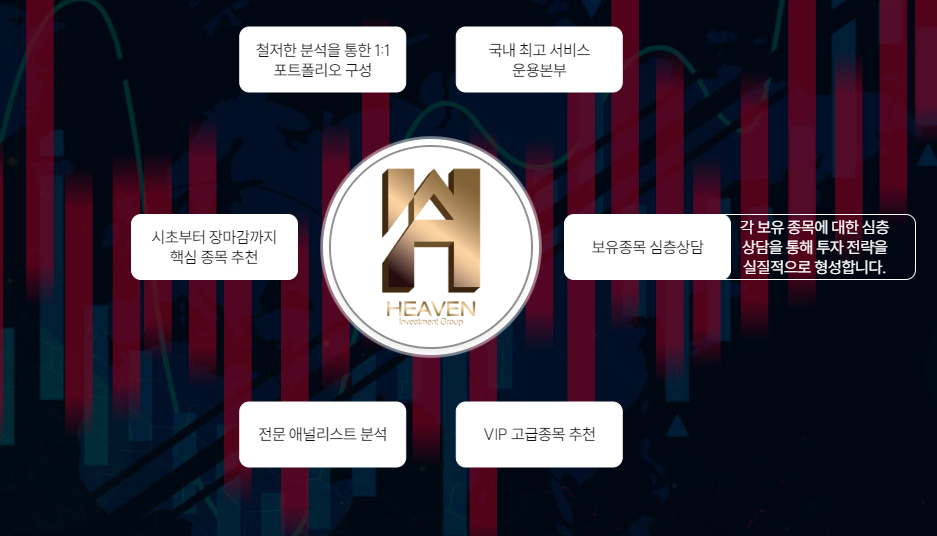 철저한 분석을 통한 1:1
포트폴리오 구성
국내 최고 서비스
운용본부
시초부터 장마감까지
핵심 종목 추천
HEAVEN
Investment Group
보유종목 심층상담
각 보유 종목에 대한 심층
상담을 통해 투자 전략을
실질적으로 형성합니다.
전문 애널리스트 분석
VIP 고급종목 추천